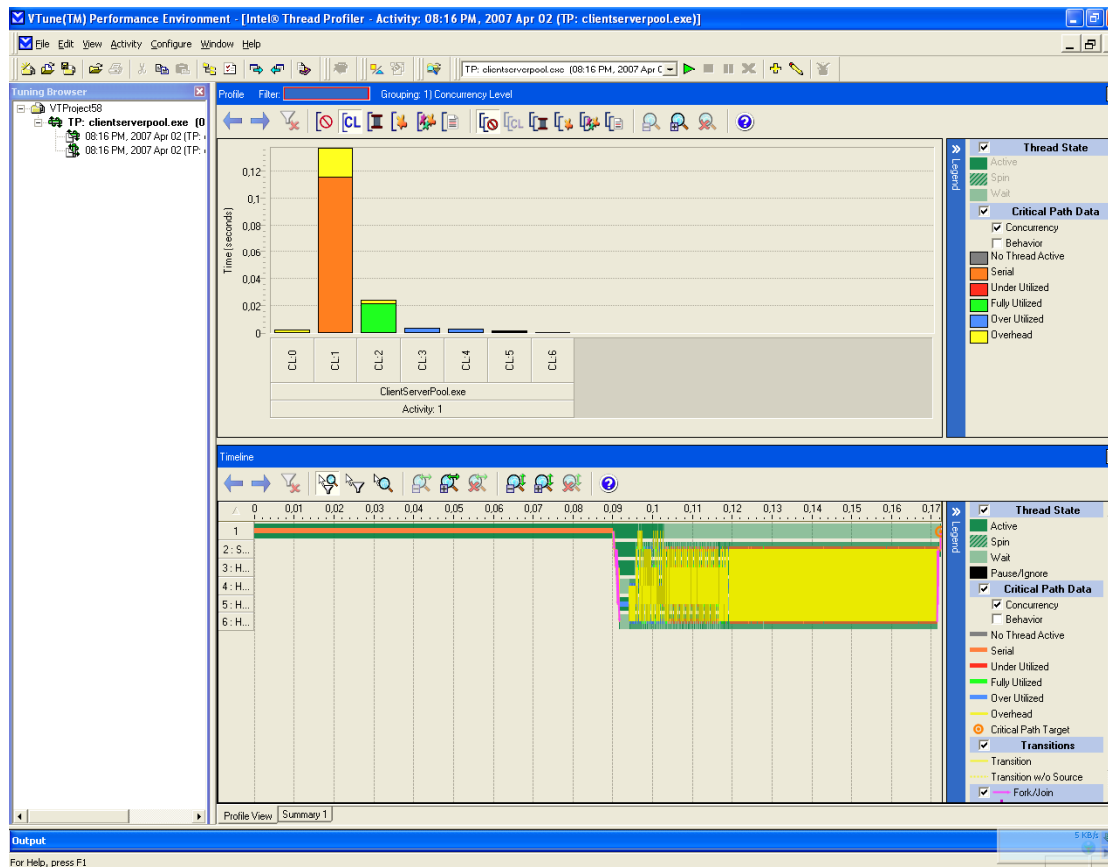 VTune(TM) Performance Environment - [Intel® Thread Profiler - Activity: 08:16 PM, 2007 Apr 02 (TP: clientserverpool.exe)]
File Edit View Activity Configure Window Help
TP: clientserverpool.exe (08:16 PM, 2007 Apr C
Tuning Browser
VTProject58
TP: clientserverpool.exe (0
08:16 PM, 2007 Apr 02 (TP:
08:16 PM, 2007 Apr 02 (TP:
Profile Filter: Grouping: 1) Concurrency Level
CL
Time (seconds)
0,12
0,1
0,08
0,06
0,04
0,02
0
CL:0 CL:1 CL:2 CL:3 CL:4 CL:5 CL:6
ClientServerPool.exe
Activity: 1
Legend
Thread State
Active
Spin
Wait
Critical Path Data
Concurrency
Behavior
No Thread Active
Serial
Under Utilized
Fully Utilized
Over Utilized
Overhead
Timeline
0 0,01 0,02 0,03 0,04 0,05 0,06 0,07 0,08 0,09 0,1 0,11 0,12 0,13 0,14 0,15 0,16 0,17
1
2 : S...
3 : H...
4 : H...
5 : H...
6 : H...
Legend
Thread State
Active
Spin
Wait
Pause/Ignore
Critical Path Data
Concurrency
Behavior
No Thread Active
Serial
Under Utilized
Fully Utilized
Over Utilized
Overhead
Critical Path Target
Transitions
Transition
Transition w/o Source
Fork/Join
Profile View Summary 1
Output
5 KB/s
For Help, press F1